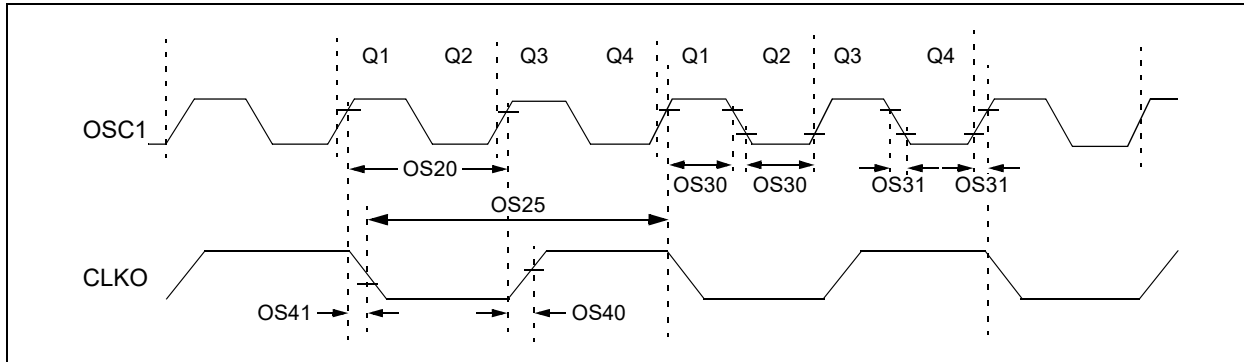 Q1 Q2 Q3 Q4 Q1 Q2 Q3 Q4
OSC1
OS20
OS30 OS30
OS31 OS31
OS25
CLKO
OS41
OS40